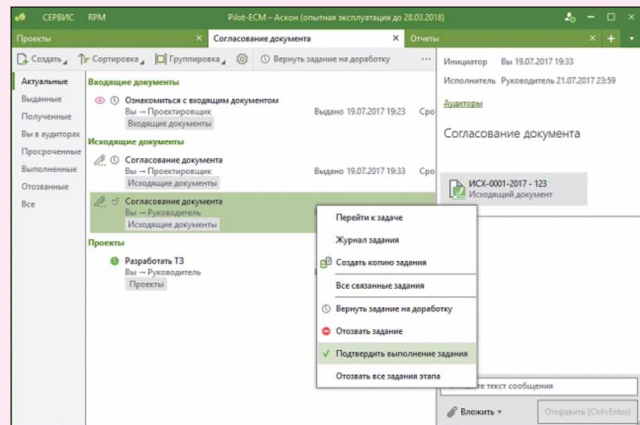 СЕРВИС RPM Pilot-ECM – Аскон (опытная эксплуатация до 28.03.2018)
Проекты Согласование документа Отчеты
Создать Сортировка Группировка Вернуть задание на доработку ...
Актуальные
Выданные
Полученные
Вы в аудиторах
Просроченные
Выполненные
Отозванные
Все
Входящие документы
Ознакомиться с входящим документом
Вы → Проектировщик Выдано 19.07.2017 19:23 Сро
Входящие документы
Исходящие документы
Согласование документа
Вы → Проектировщик Выдано 19.07.2017 19:33 Сро
Исходящие документы
Согласование документа
Вы → Руководитель
Исходящие документы
Проекты
Разработать ТЗ
Вы → Руководитель
Проекты
Перейти к задаче
Журнал задания
Создать копию задания
Все связанные задания
Вернуть задание на доработку
Отозвать задание
Подтвердить выполнение задания
Отозвать все задания этапа
Инициатор Вы 19.07.2017 19:33
Исполнитель Руководитель 21.07.2017 23:59
Аудиторы
Согласование документа
ИСХ-0001-2017 - 123
Исходящий документ
текст сообщения
Вложить Отправить (Ctrl+Enter)